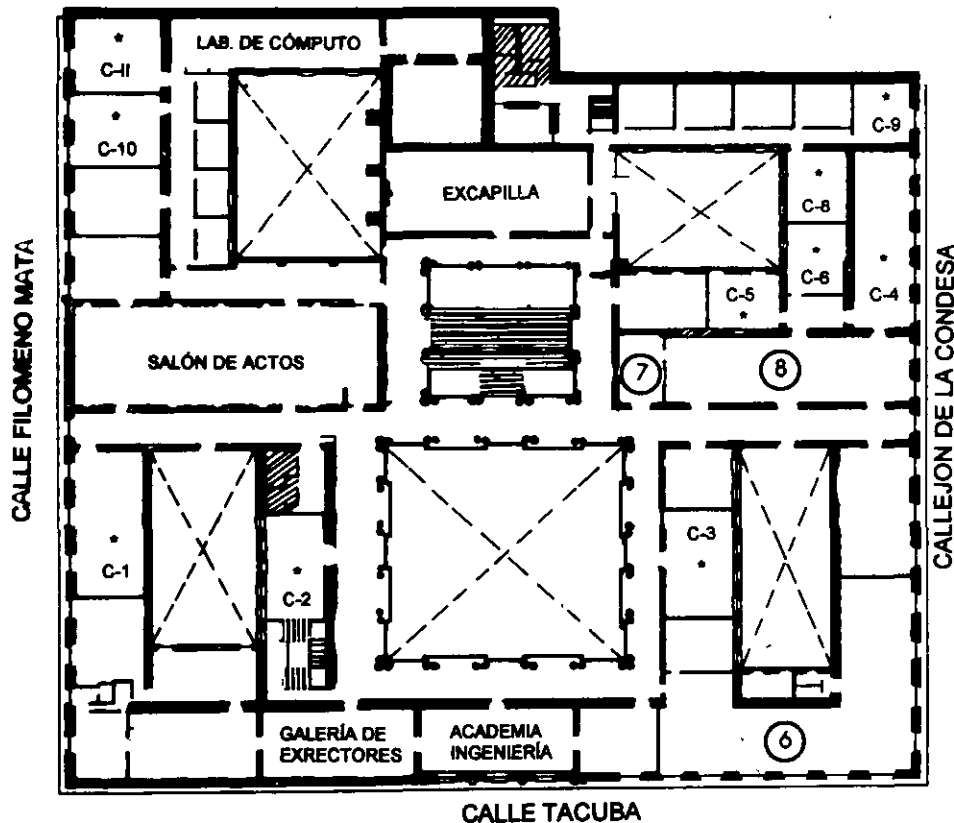 LAB. DE CÓMPUTO
*
C-11
*
C-10
*
C-9
EXCAPILLA
*
C-8
*
C-6
C-5
*
*
C-4
CALLE FILOMENO MATA
SALÓN DE ACTOS
7
8
CALLEJON DE LA CONDESA
*
C-1
*
C-2
C-3
*
GALERÍA DE
EXRECTORES
ACADEMIA
INGENIERÍA
6
CALLE TACUBA